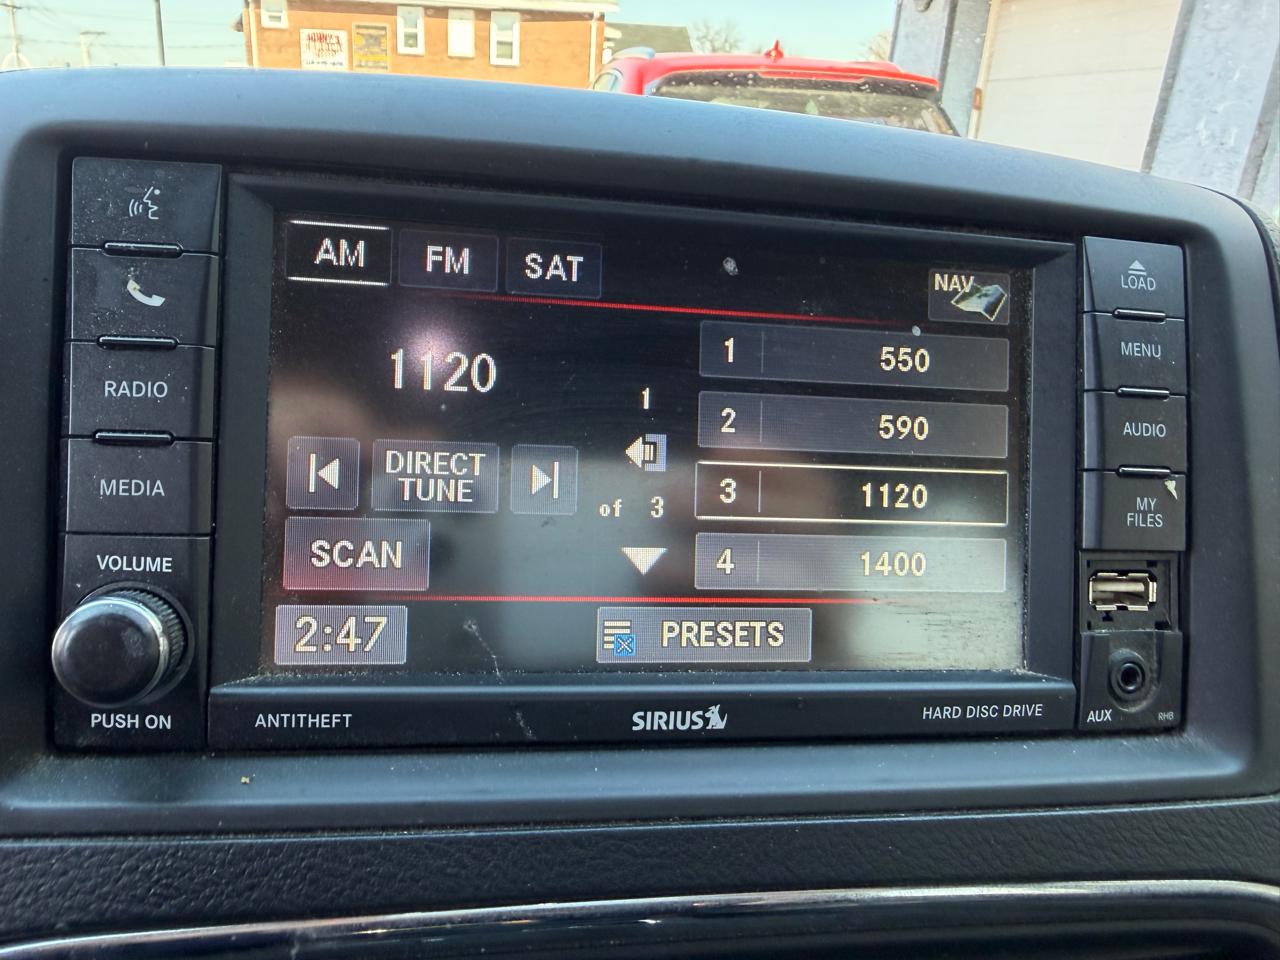 AM
FM
SAT
NAV
1120
1
of 3
1 550
2 590
3 1120
4 1400
DIRECT
TUNE
SCAN
2:47
PRESETS
RADIO
MEDIA
VOLUME
PUSH ON
ANTITHEFT
SIRIUS
HARD DISC DRIVE
LOAD
MENU
AUDIO
MY
FILES
AUX
RHB